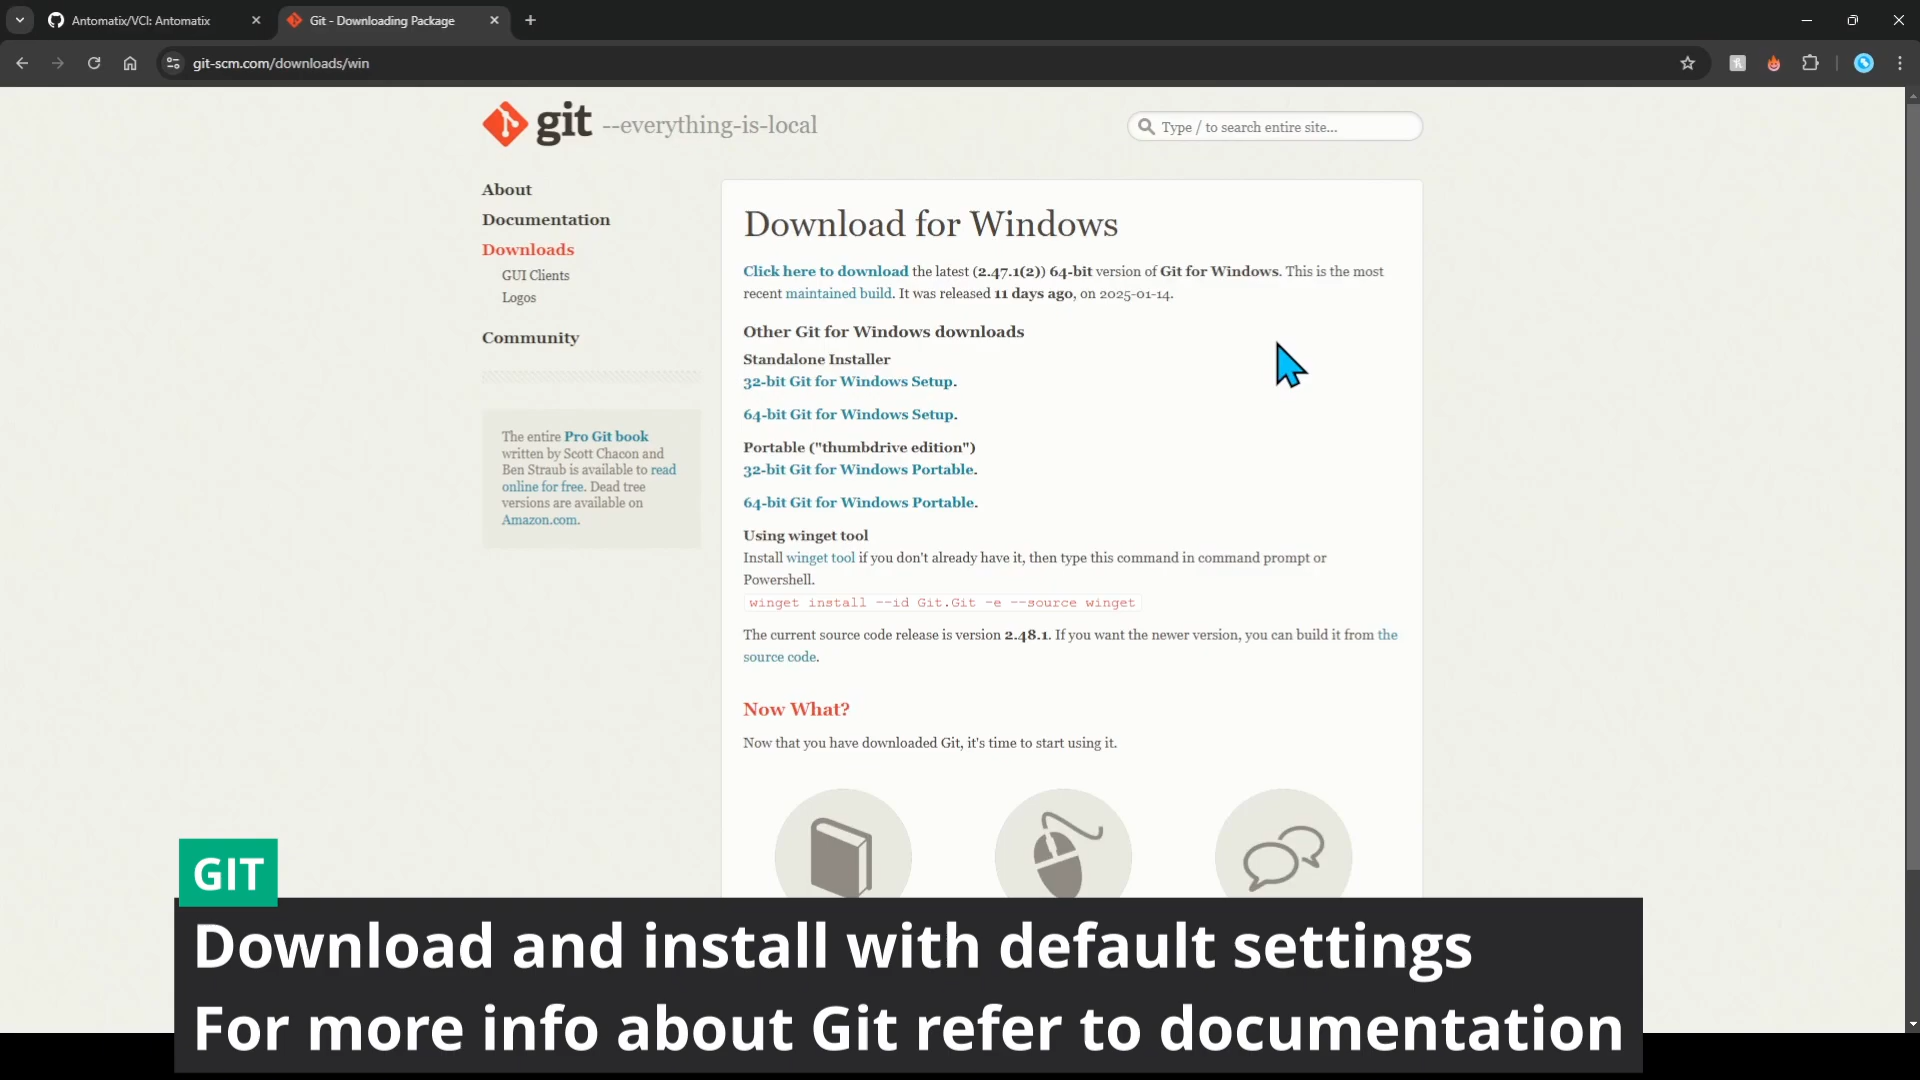 Antomatix/VCI: Antomatix
Git - Downloading Package
git-scm.com/downloads/win
git --everything-is-local
Type / to search entire site...
About
Documentation
Downloads
GUI Clients
Logos
Community
The entire Pro Git book
written by Scott Chacon and
Ben Straub is available to read
online for free. Dead tree
versions are available on
Amazon.com.
Download for Windows
Click here to download the latest (2.47.1(2)) 64-bit version of Git for Windows. This is the most
recent maintained build. It was released 11 days ago, on 2025-01-14.
Other Git for Windows downloads
Standalone Installer
32-bit Git for Windows Setup.
64-bit Git for Windows Setup.
Portable ("thumbdrive edition")
32-bit Git for Windows Portable.
64-bit Git for Windows Portable.
Using winget tool
Install winget tool if you don't already have it, then type this command in command prompt or
Powershell.
winget install --id Git.Git -e --source winget
The current source code release is version 2.48.1. If you want the newer version, you can build it from the
source code.
Now What?
Now that you have downloaded Git, it's time to start using it.
GIT
Download and install with default settings
For more info about Git refer to documentation